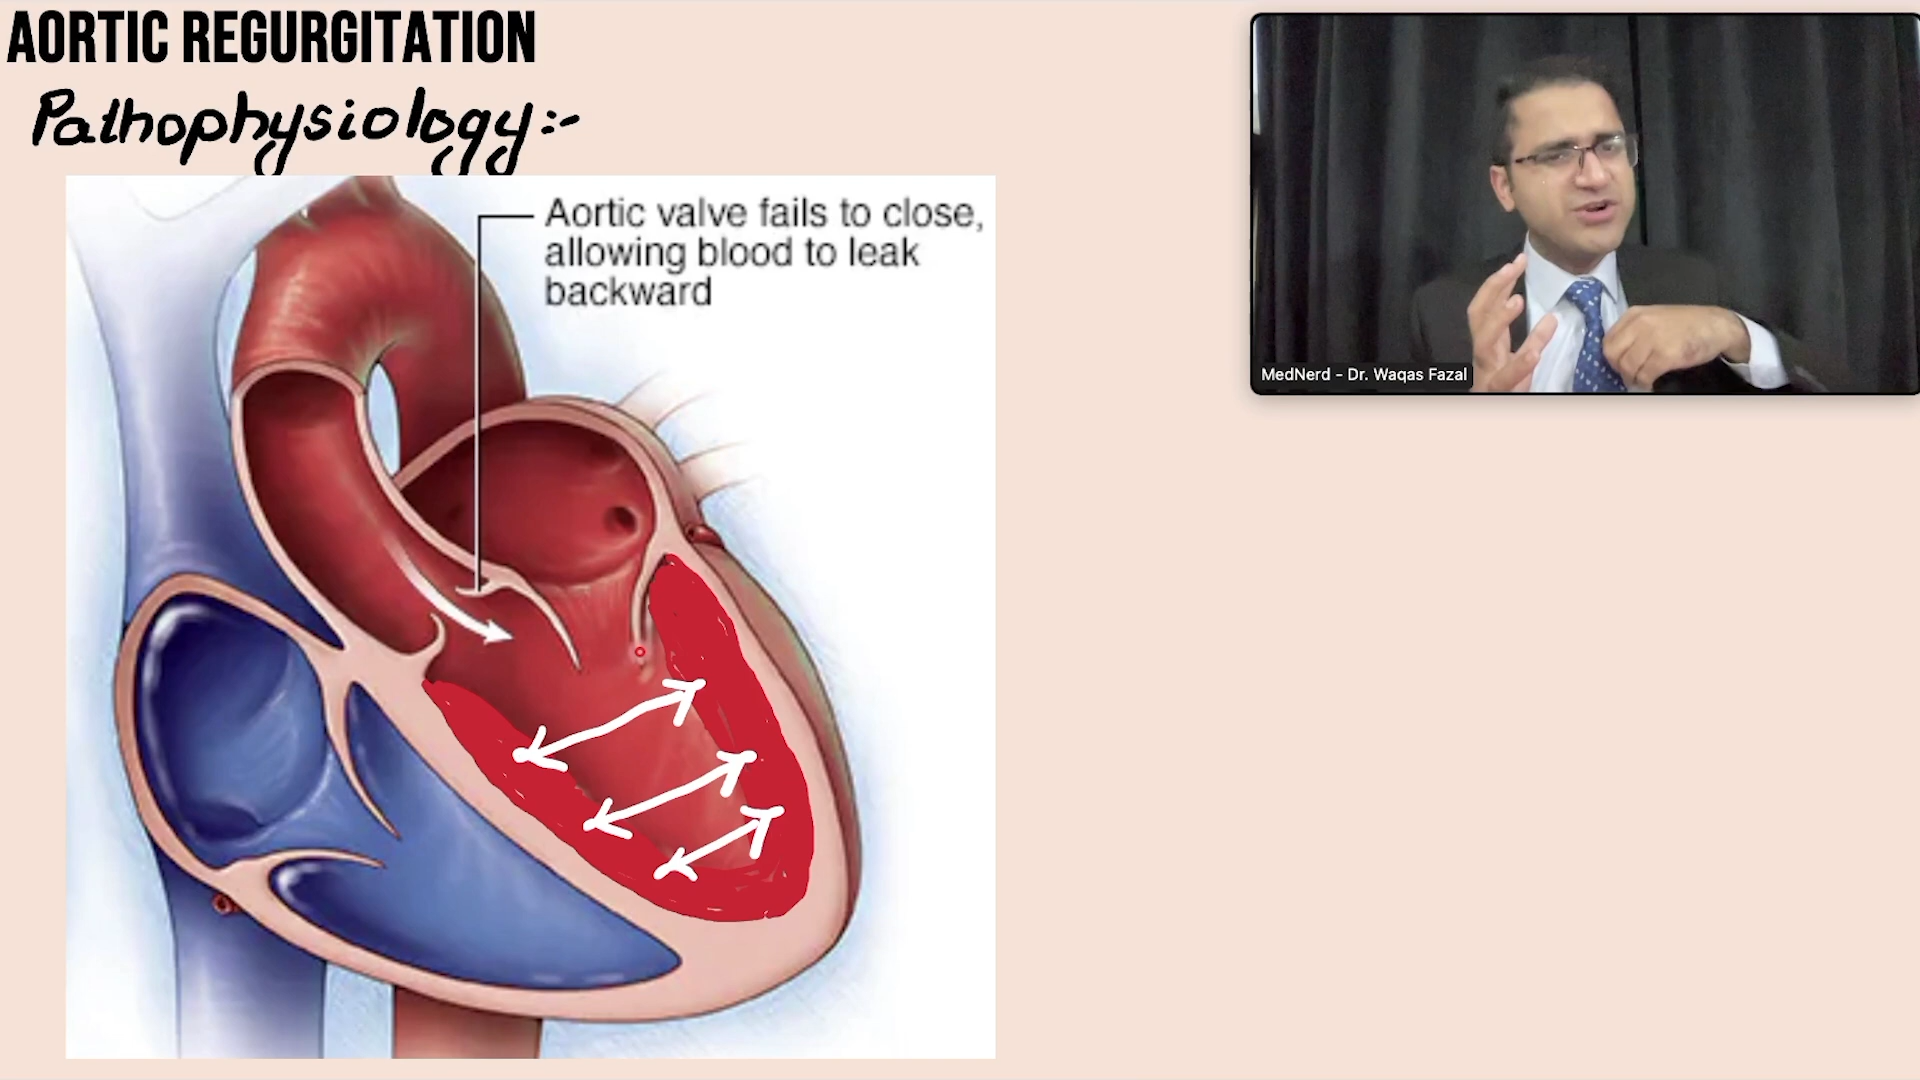 AORTIC REGURGITATION
Pathophysiology:-
Aortic valve fails to close,
allowing blood to leak
backward
MedNerd - Dr. Waqas Fazal